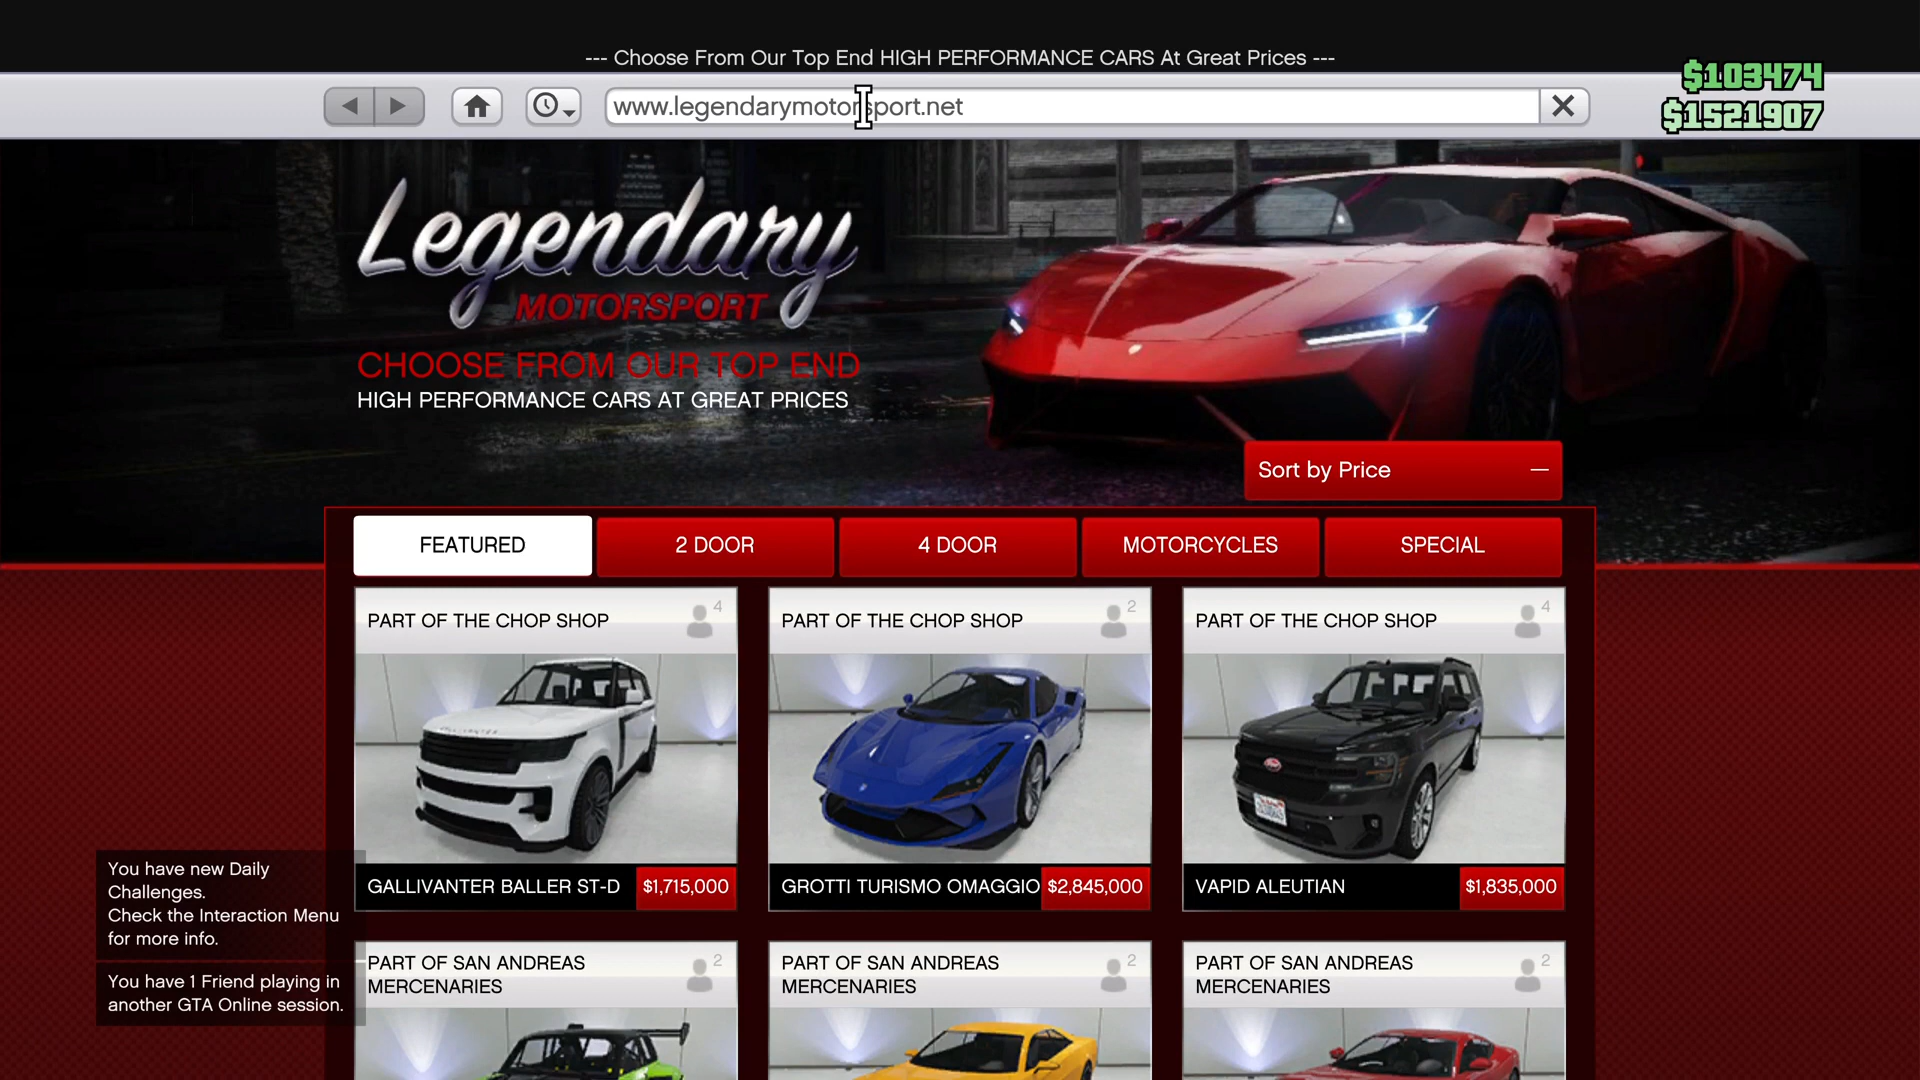 --- Choose From Our Top End HIGH PERFORMANCE CARS At Great Prices ---
www.legendarymotorsport.net
$103474
$1521907
Legendary
MOTORSPORT
CHOOSE FROM OUR TOP END
HIGH PERFORMANCE CARS AT GREAT PRICES
Sort by Price
FEATURED
2 DOOR
4 DOOR
MOTORCYCLES
SPECIAL
PART OF THE CHOP SHOP
4
PART OF THE CHOP SHOP
2
PART OF THE CHOP SHOP
4
GALLIVANTER BALLER ST-D
$1,715,000
GROTTI TURISMO OMAGGIO
$2,845,000
VAPID ALEUTIAN
$1,835,000
You have new Daily
Challenges.
Check the Interaction Menu
for more info.
You have 1 Friend playing in
another GTA Online session.
PART OF SAN ANDREAS
MERCENARIES
2
PART OF SAN ANDREAS
MERCENARIES
2
PART OF SAN ANDREAS
MERCENARIES
2